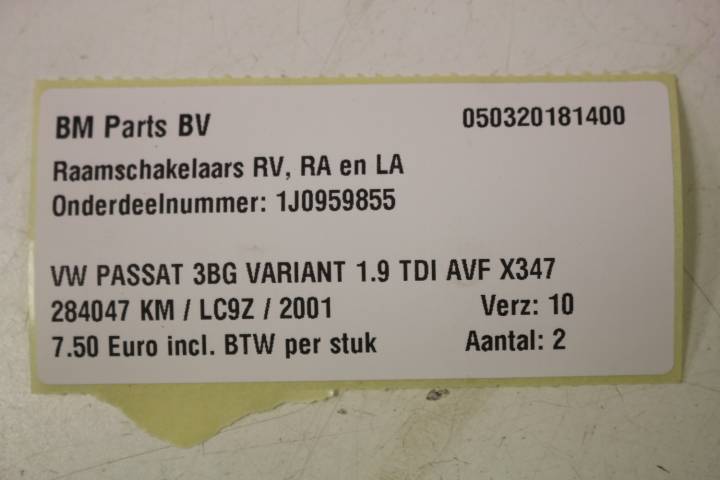 BM Parts BV 050320181400
Raamschakelaars RV, RA en LA
Onderdeelnummer: 1J0959855
VW PASSAT 3BG VARIANT 1.9 TDI AVF X347
284047 KM / LC9Z / 2001 Verz: 10
7.50 Euro incl. BTW per stuk Aantal: 2